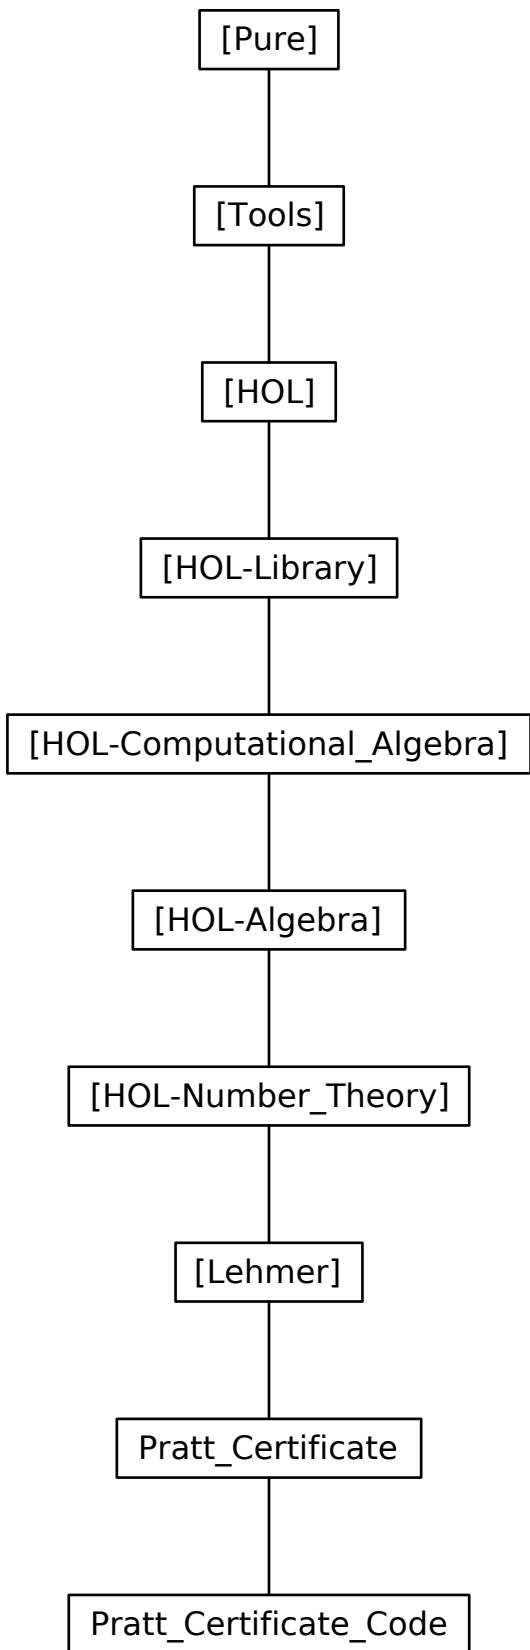 [Pure]
[Tools]
[HOL]
[HOL-Library]
[HOL-Computational_Algebra]
[HOL-Algebra]
[HOL-Number_Theory]
[Lehmer]
Pratt_Certificate
Pratt_Certificate_Code